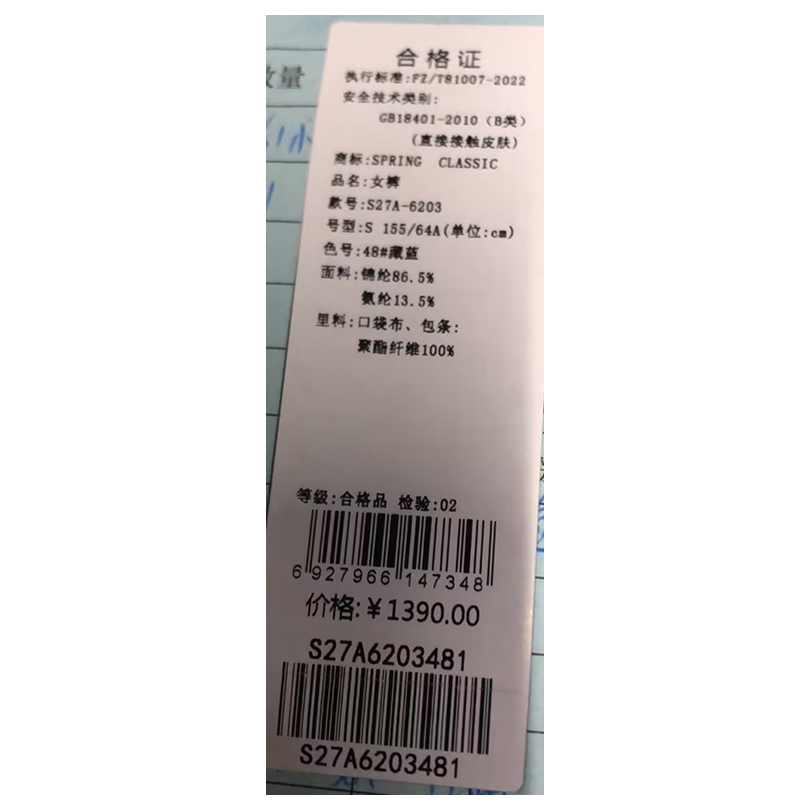 数量
合格证
执行标准:FZ/T81007-2022
安全技术类别:
GB18401-2010（B类）
(直接接触皮肤)
商标:SPRING CLASSIC
品名:女裤
款号:S27A-6203
号型:S 155/64A(单位:cm)
色号:48#藏蓝
面料:锦纶86.5%
氨纶13.5%
里料:口袋布、包条:
聚酯纤维100%
等级:合格品 检验:02
6 927966 147348
价格:￥1390.00
S27A6203481
S27A6203481